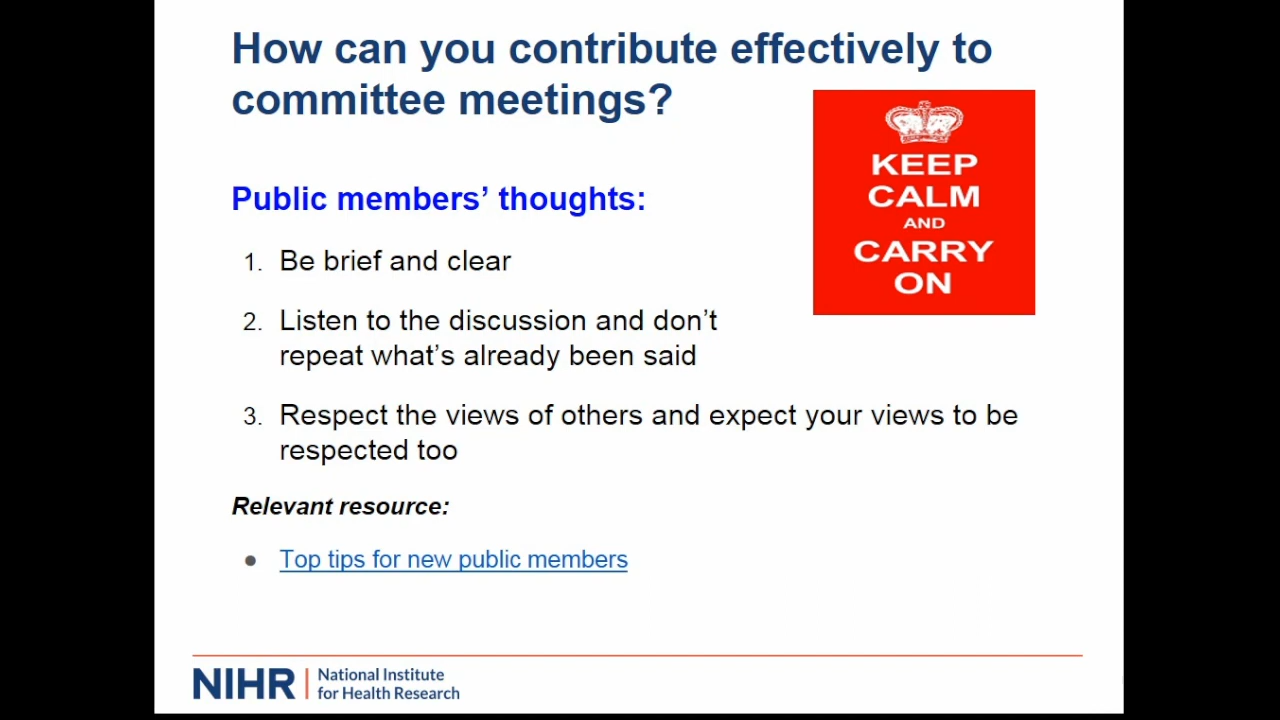 How can you contribute effectively to
committee meetings?
KEEP
CALM
AND
CARRY
ON
Public members’ thoughts:
1. Be brief and clear
2. Listen to the discussion and don’t
repeat what’s already been said
3. Respect the views of others and expect your views to be
respected too
Relevant resource:
● Top tips for new public members
NIHR | National Institute
for Health Research